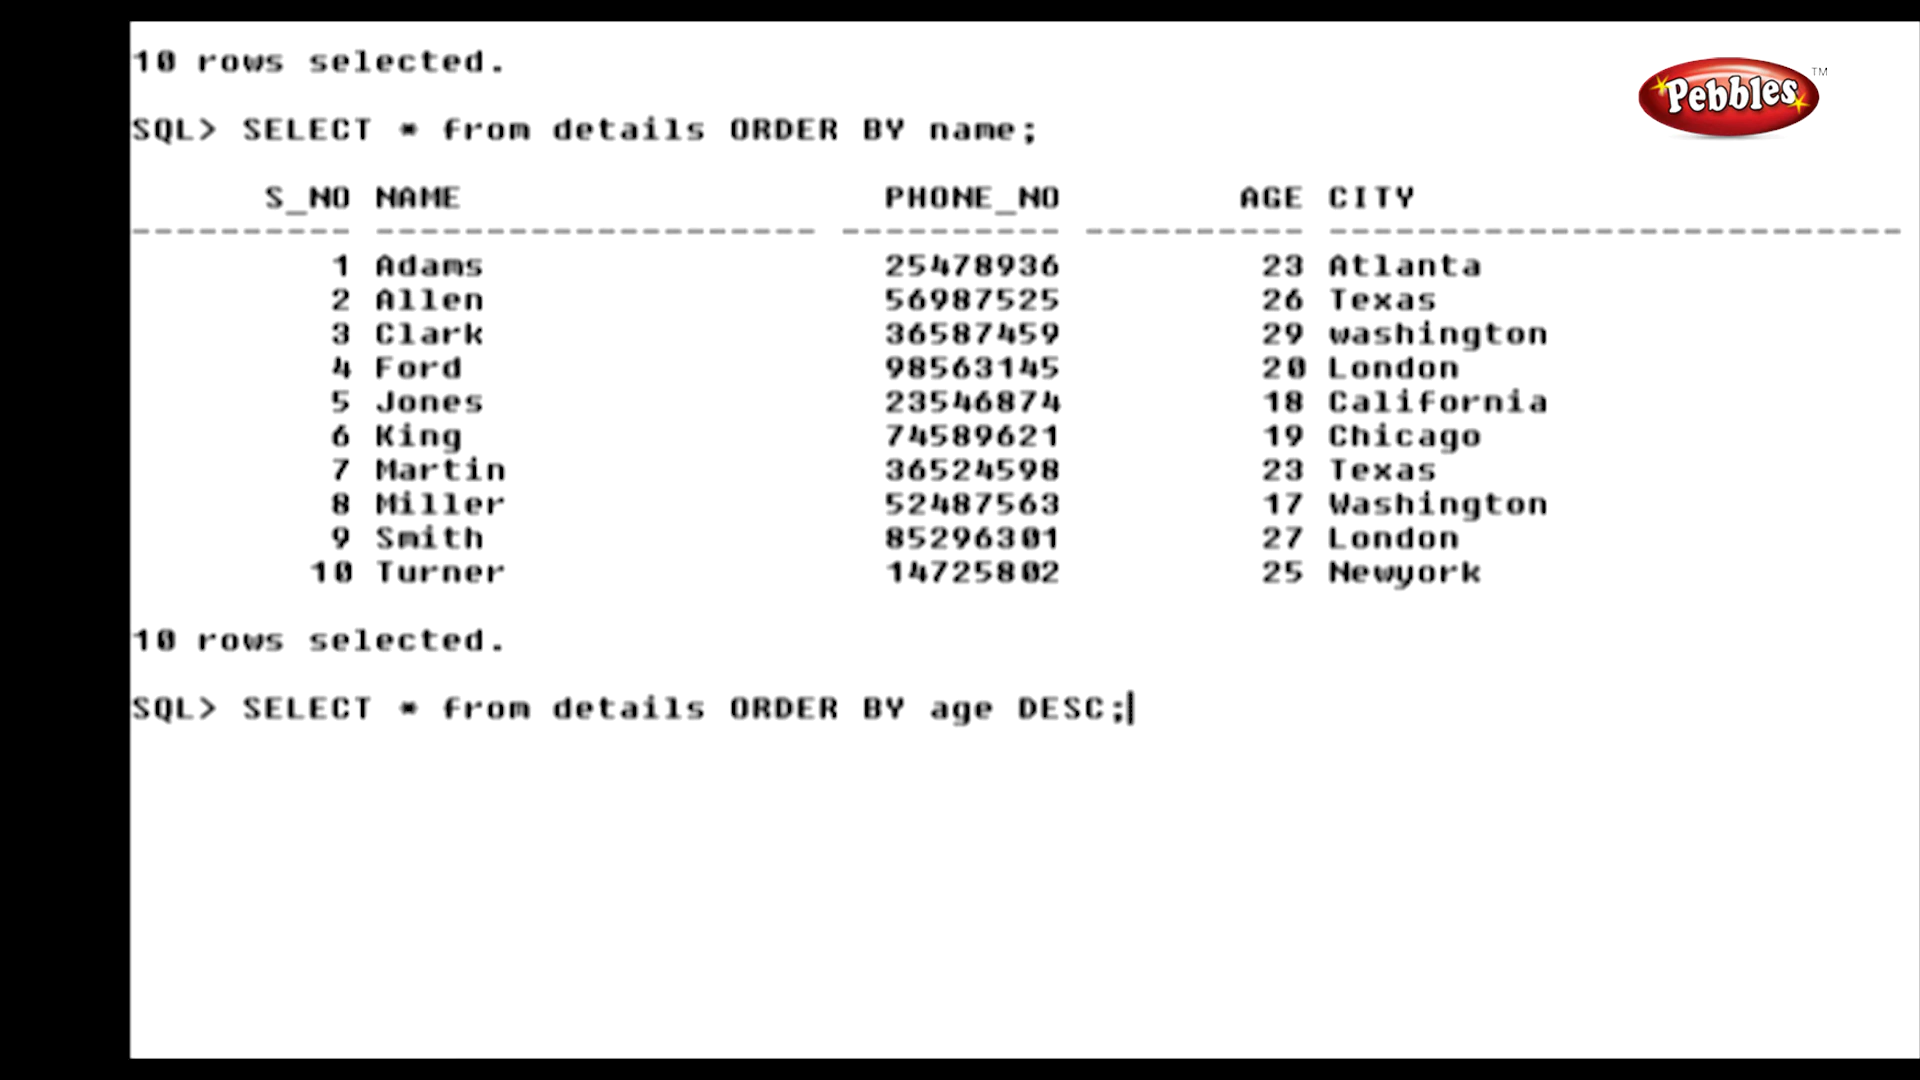 10 rows selected.
Pebbles™
SQL> SELECT * from details ORDER BY name;
S_NO NAME PHONE_NO AGE CITY
---------- -------------------- ---------- ---------- --------------------------
1 Adams 25478936 23 Atlanta
2 Allen 56987525 26 Texas
3 Clark 36587459 29 washington
4 Ford 98563145 20 London
5 Jones 23546874 18 California
6 King 74589621 19 Chicago
7 Martin 36524598 23 Texas
8 Miller 52487563 17 Washington
9 Smith 85296301 27 London
10 Turner 14725802 25 Newyork
10 rows selected.
SQL> SELECT * from details ORDER BY age DESC;